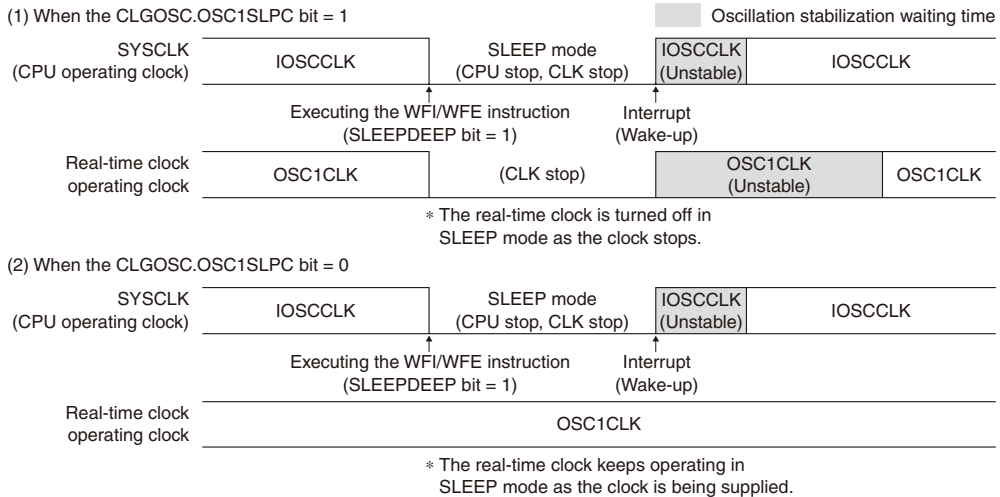 (1) When the CLGOSC.OSC1SLPC bit = 1
Oscillation stabilization waiting time
SYSCLK
(CPU operating clock)
IOSCCLK
SLEEP mode
(CPU stop, CLK stop)
IOSCCLK
(Unstable)
IOSCCLK
Executing the WFI/WFE instruction
(SLEEPDEEP bit = 1)
Interrupt
(Wake-up)
Real-time clock
operating clock
OSC1CLK
(CLK stop)
OSC1CLK
(Unstable)
OSC1CLK
* The real-time clock is turned off in
SLEEP mode as the clock stops.
(2) When the CLGOSC.OSC1SLPC bit = 0
SYSCLK
(CPU operating clock)
IOSCCLK
SLEEP mode
(CPU stop, CLK stop)
IOSCCLK
(Unstable)
IOSCCLK
Executing the WFI/WFE instruction
(SLEEPDEEP bit = 1)
Interrupt
(Wake-up)
Real-time clock
operating clock
OSC1CLK
* The real-time clock keeps operating in
SLEEP mode as the clock is being supplied.